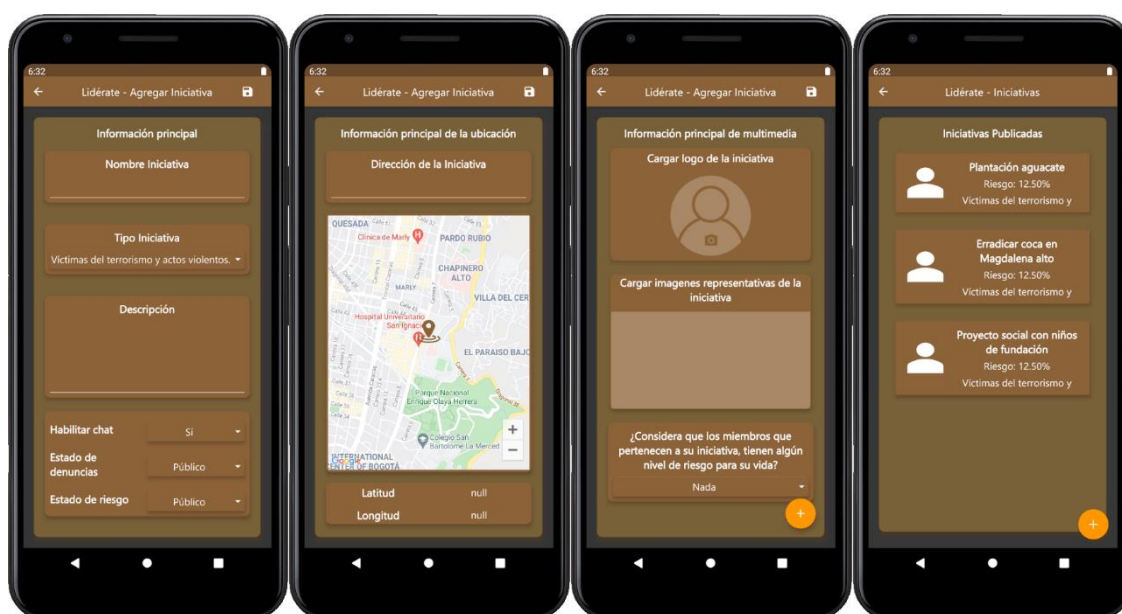 6:32
Lidérate - Agregar Iniciativa
Información principal
Nombre Iniciativa
Tipo Iniciativa
Víctimas del terrorismo y actos violentos.
Descripción
Habilitar chat
Si
Estado de
denuncias
Público
Estado de riesgo
Público
6:32
Lidérate - Agregar Iniciativa
Información principal de la ubicación
Dirección de la Iniciativa
QUESADA
Clínica de Marly
PARDO RUBIO
CHAPINERO
ALTO
MARLY
VILLA DEL CER
Hospital Universitario
San Ignacio
EL PARAISO BAJO
Parque Nacional
Enrique Olaya Herrera
Colegio San
Bartolome La Merced
INTERNATIONAL
CENTER OF BOGOTÁ
Google
+
−
Latitud
null
Longitud
null
6:32
Lidérate - Agregar Iniciativa
Información principal de multimedia
Cargar logo de la iniciativa
Cargar imagenes representativas de la
iniciativa
¿Considera que los miembros que
pertenecen a su iniciativa, tienen algún
nivel de riesgo para su vida?
Nada
+
6:32
Lidérate - Iniciativas
Iniciativas Publicadas
Plantación aguacate
Riesgo: 12.50%
Víctimas del terrorismo y
Erradicar coca en
Magdalena alto
Riesgo: 12.50%
Víctimas del terrorismo y
Proyecto social con niños
de fundación
Riesgo: 12.50%
Víctimas del terrorismo y
+